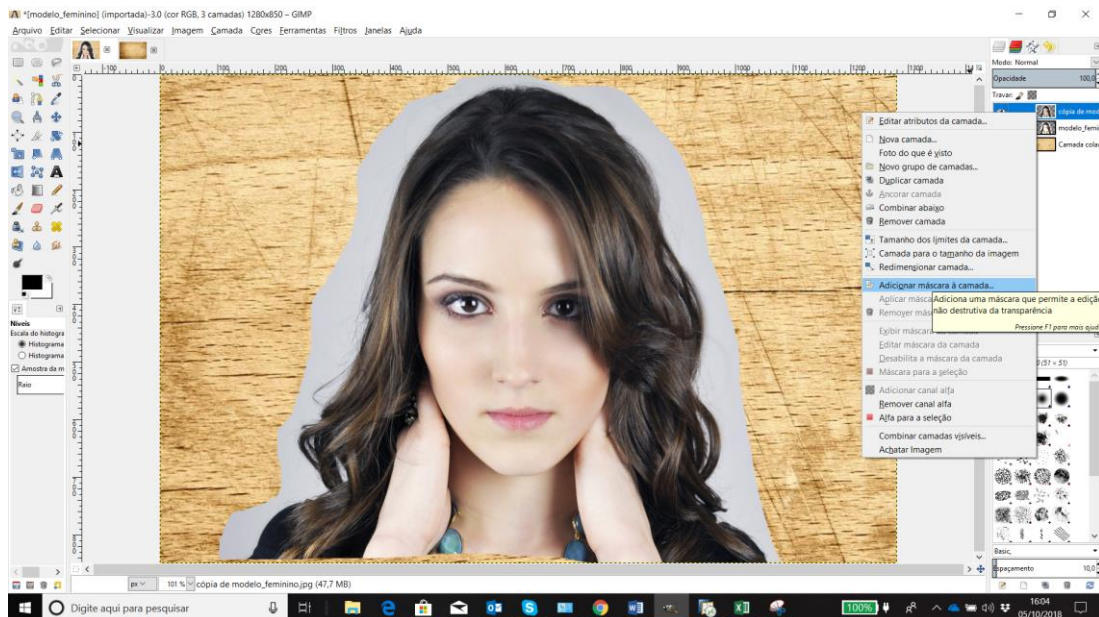 *[modelo_feminino] (importada)-3.0 (cor RGB, 3 camadas) 1280x850 – GIMP
Arquivo Editar Selecionar Visualizar Imagem Camada Cores Ferramentas Filtros Janelas Ajuda
Modo: Normal
Opacidade 100,0
Travar:
cópia de mod
modelo_femi
Camada cola
Editar atributos da camada...
Nova camada...
Foto do que é visto
Novo grupo de camadas...
Duplicar camada
Ancorar camada
Combinar abaixo
Remover camada
Tamanho dos limites da camada...
Camada para o tamanho da imagem
Redimensionar camada...
Adicionar máscara à camada...
Aplicar másca
Remover más
Adiciona uma máscara que permite a ediçã
não destrutiva da transparência
Pressione F1 para mais ajud
Exibir máscara
Editar máscara da camada
Desabilita a máscara da camada
Máscara para a seleção
Adicionar canal alfa
Remover canal alfa
Alfa para a seleção
Combinar camadas visíveis...
Achatar Imagem
Níveis
Escala do histogra
Histograma
Histograma
Amostra da m
Raio
(51 × 51)
Basic,
Espaçamento 10,0
px 101 % cópia de modelo_feminino.jpg (47,7 MB)
Digite aqui para pesquisar
100%
16:04
05/10/2018